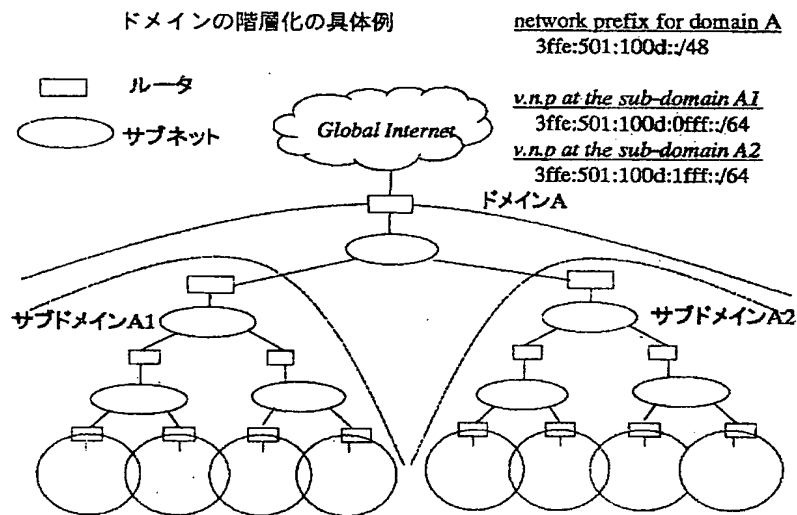 ドメインの階層化の具体例
network prefix for domain A
3ffe:501:100d::/48
ルータ
サブネット
Global Internet
v.n.p at the sub-domain A1
3ffe:501:100d:0fff::/64
v.n.p at the sub-domain A2
3ffe:501:100d:1fff::/64
ドメインA
サブドメインA1
サブドメインA2